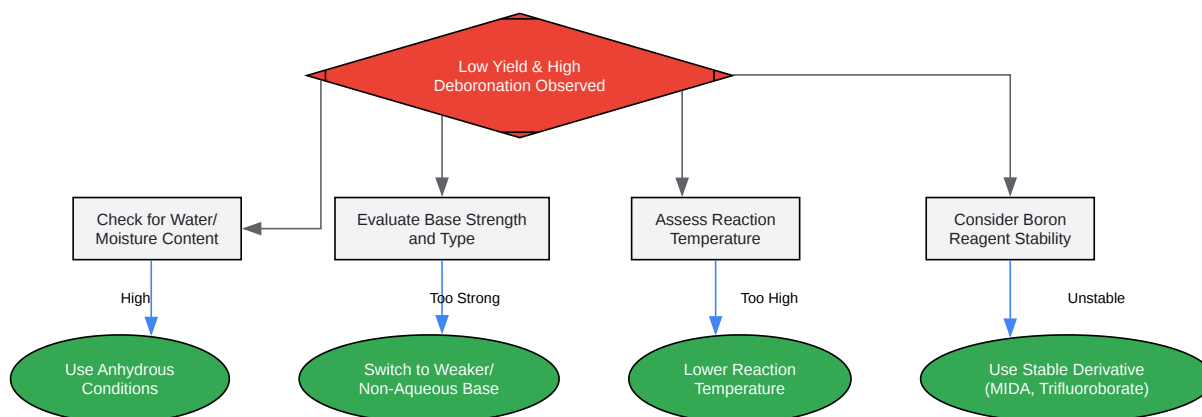 Low Yield & High
Deboronation Observed
Check for Water/
Moisture Content
Evaluate Base Strength
and Type
Assess Reaction
Temperature
Consider Boron
Reagent Stability
High
Too Strong
Too High
Unstable
Use Anhydrous
Conditions
Switch to Weaker/
Non-Aqueous Base
Lower Reaction
Temperature
Use Stable Derivative
(MIDA, Trifluoroborate)